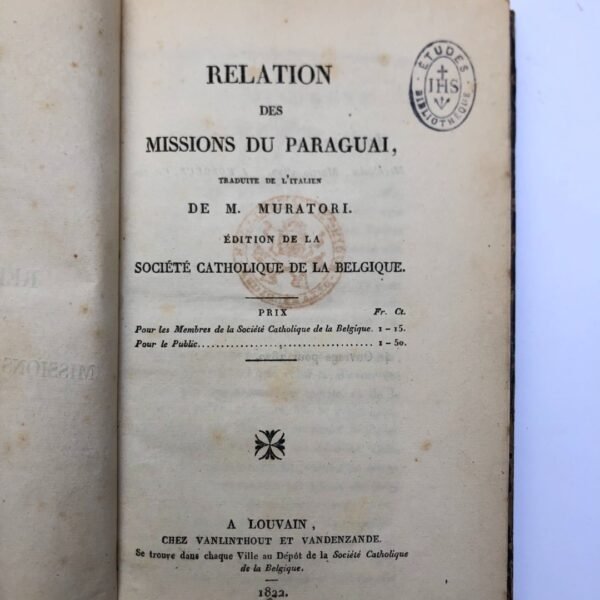 RELATION
DES
MISSIONS DU PARAGUAI,
TRADUITE DE L'ITALIEN
DE M. MURATORI.
ÉDITION DE LA
SOCIÉTÉ CATHOLIQUE DE LA BELGIQUE.
PRIX Fr. Ct.
Pour les Membres de la Société Catholique de la Belgique. 1 – 15.
Pour le Public................................... 1 – 50.
A LOUVAIN,
CHEZ VANLINTHOUT ET VANDENZANDE.
Se trouve dans chaque Ville au Dépôt de la Société Catholique
de la Belgique.
1822.
ÉTUDES
IHS
BIBLIOTHÈQUE